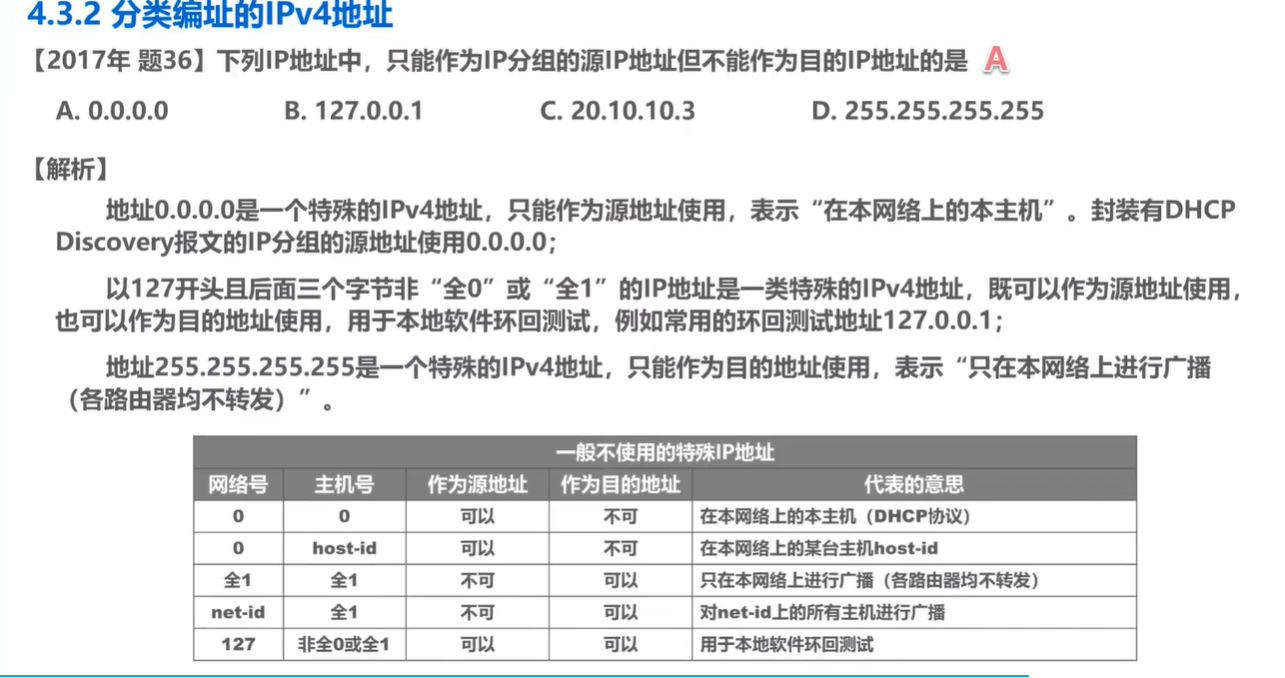 4.3.2 分类编址的IPv4地址
【2017年 题36】下列IP地址中，只能作为IP分组的源IP地址但不能作为目的IP地址的是 A
A. 0.0.0.0 B. 127.0.0.1 C. 20.10.10.3 D. 255.255.255.255
【解析】
地址0.0.0.0是一个特殊的IPv4地址，只能作为源地址使用，表示“在本网络上的本主机”。封装有DHCP
Discovery报文的IP分组的源地址使用0.0.0.0；
以127开头且后面三个字节非“全0”或“全1”的IP地址是一类特殊的IPv4地址，既可以作为源地址使用，
也可以作为目的地址使用，用于本地软件环回测试，例如常用的环回测试地址127.0.0.1；
地址255.255.255.255是一个特殊的IPv4地址，只能作为目的地址使用，表示“只在本网络上进行广播
（各路由器均不转发）”。
一般不使用的特殊IP地址
网络号 主机号 作为源地址 作为目的地址 代表的意思
0 0 可以 不可 在本网络上的本主机（DHCP协议）
0 host-id 可以 不可 在本网络上的某台主机host-id
全1 全1 不可 可以 只在本网络上进行广播（各路由器均不转发）
net-id 全1 不可 可以 对net-id上的所有主机进行广播
127 非全0或全1 可以 可以 用于本地软件环回测试